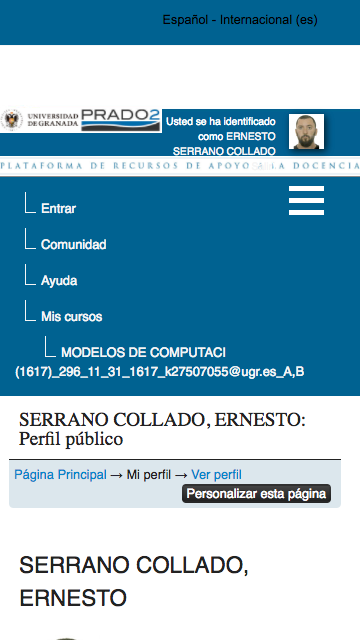 Español - Internacional (es)
UNIVERSIDAD
DE GRANADA
PRADO2
Usted se ha identificado
como ERNESTO
SERRANO COLLADO
PLATAFORMA DE RECURSOS DE APOYO A LA DOCENCIA
Entrar
Comunidad
Ayuda
Mis cursos
MODELOS DE COMPUTACI
(1617)_296_11_31_1617_k27507055@ugr.es_A,B
SERRANO COLLADO, ERNESTO:
Perfil público
Página Principal → Mi perfil → Ver perfil
Personalizar esta página
SERRANO COLLADO,
ERNESTO